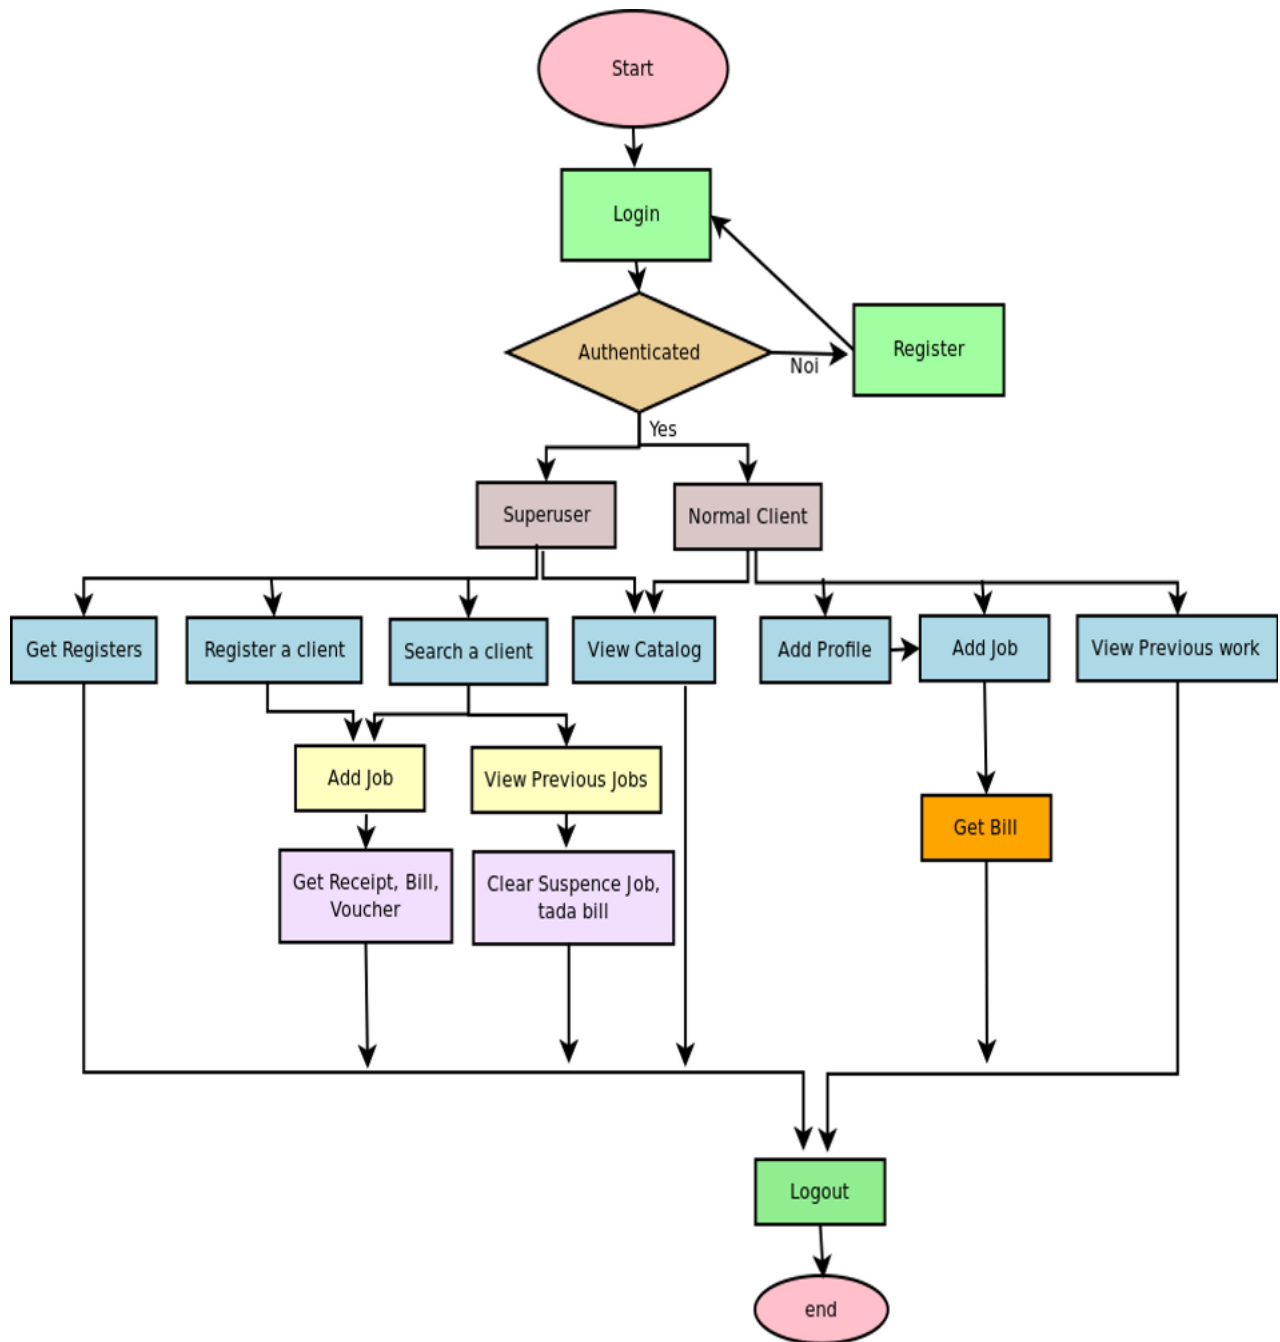 Start
Login
Authenticated
Noi
Register
Yes
Superuser
Normal Client
Get Registers
Register a client
Search a client
View Catalog
Add Profile
Add Job
View Previous work
Add Job
View Previous Jobs
Get Bill
Get Receipt, Bill,
Voucher
Clear Suspence Job,
tada bill
Logout
end